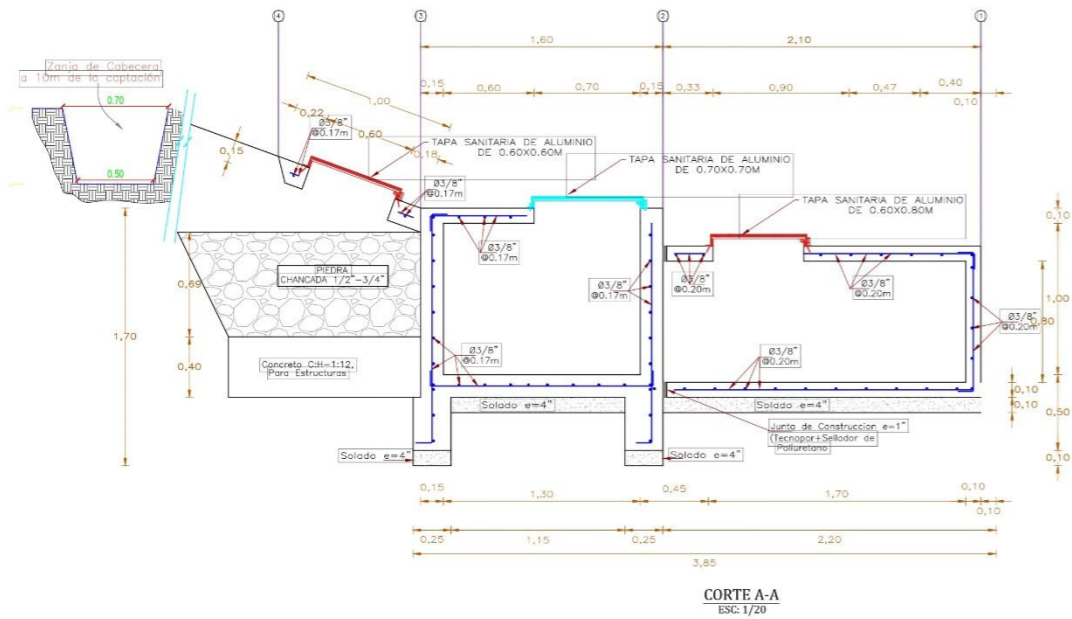 4
3
2
1
1.60
2.10
Zanja de Cabecera
a 10m de la captación
0.70
0.50
1.00
0,22
0,60
0,18
0,15
0,15
0,60
0,70
0,15
0,33
0,90
0,47
0,40
0,10
Ø3/8"
@0.17m
TAPA SANITARIA DE ALUMINIO
DE 0.60X0.60M
TAPA SANITARIA DE ALUMINIO
DE 0.70X0.70M
TAPA SANITARIA DE ALUMINIO
DE 0.60X0.80M
Ø3/8"
@0.17m
Ø3/8"
@0.17m
Ø3/8"
@0.17m
Ø3/8"
@0.20m
Ø3/8"
@0.20m
Ø3/8"
@0.20m
PIEDRA
CHANCADA 1/2"-3/4"
0,69
1,70
0,40
Concreto C:H=1:12,
Para Estructuras
Ø3/8"
@0.17m
Ø3/8"
@0.20m
0,10
1,00
0,80
0,10
0,10
0,50
0,10
Solado e=4"
Solado e=4"
Junta de Construccion e=1"
(Tecnopor+Sellador de
Poliuretano
Solado e=4"
Solado e=4"
0,15
1,30
0,45
1,70
0,10
0,10
0,25
1,15
0,25
2,20
3,85
CORTE A-A
ESC: 1/20